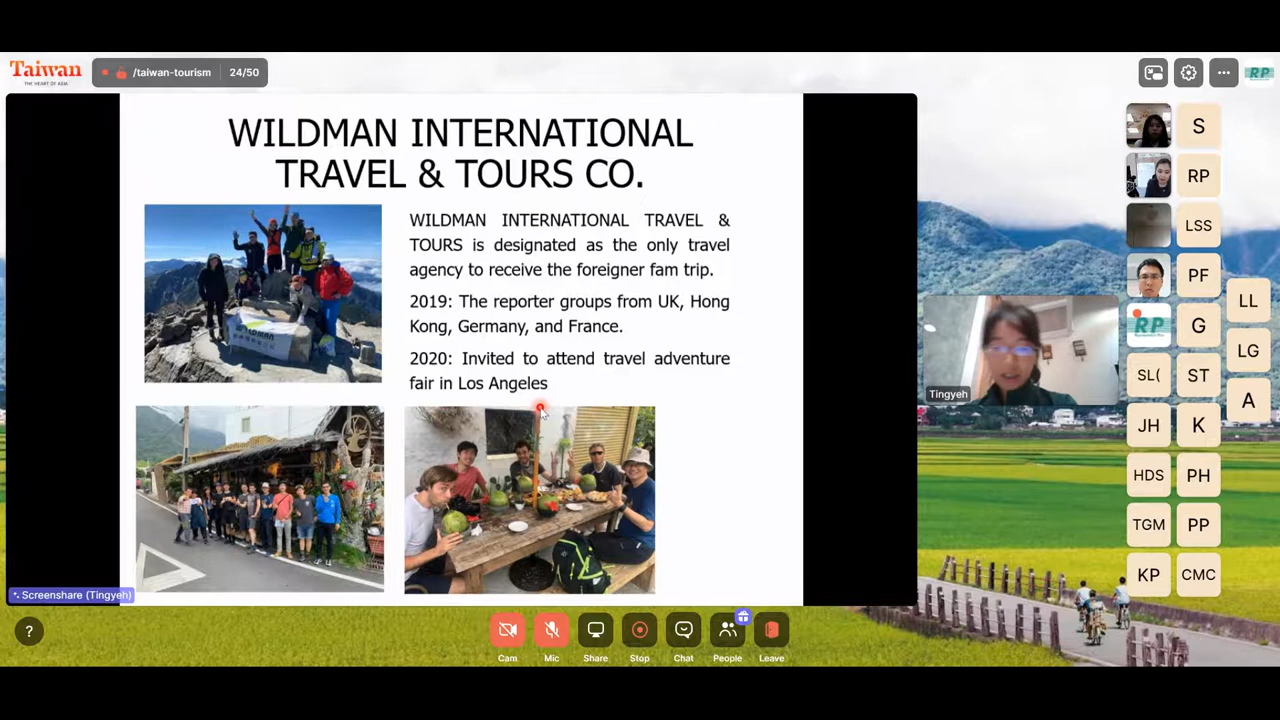 Taiwan
THE HEART OF ASIA
/taiwan-tourism
24/50
RP
WILDMAN INTERNATIONAL
TRAVEL & TOURS CO.
WILDMAN INTERNATIONAL TRAVEL &
TOURS is designated as the only travel
agency to receive the foreigner fam trip.
2019: The reporter groups from UK, Hong
Kong, Germany, and France.
2020: Invited to attend travel adventure
fair in Los Angeles
WILDMAN
Screenshare (Tingyeh)
Tingyeh
S
RP
LSS
PF
RP
G
SL(
ST
JH
K
HDS
PH
TGM
PP
KP
CMC
LL
LG
A
?
Cam
Mic
Share
Stop
Chat
People
Leave